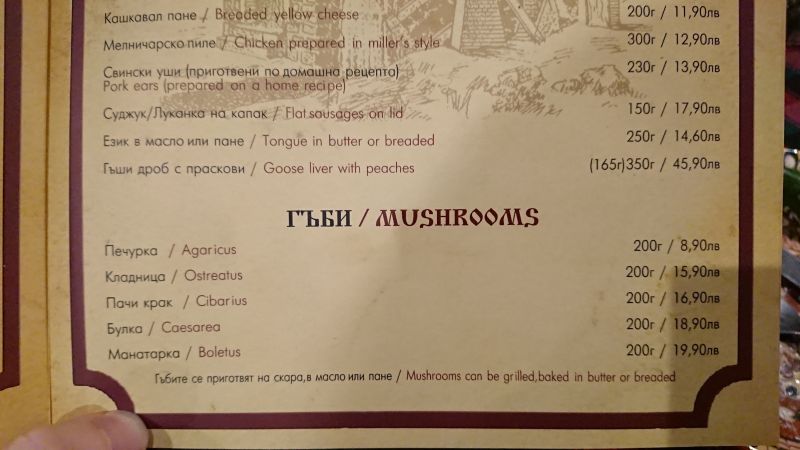 Кашкавал пане / Breaded yellow cheese 200г / 11,90лв
Мелничарско пиле / Chicken prepared in miller's style 300г / 12,90лв
Свински уши (приготвени по домашна рецепта) 230г / 13,90лв
Pork ears (prepared on a home recipe)
Суджук/Луканка на капак / Flat sausages on lid 150г / 17,90лв
Език в масло или пане / Tongue in butter or breaded 250г / 14,60лв
Гъши дроб с праскови / Goose liver with peaches (165г)350г / 45,90лв
ГЪБИ / MUSHROOMS
Печурка / Agaricus 200г / 8,90лв
Кладница / Ostreatus 200г / 15,90лв
Пачи крак / Cibarius 200г / 16,90лв
Булка / Caesarea 200г / 18,90лв
Манатарка / Boletus 200г / 19,90лв
Гъбите се приготвят на скара,в масло или пане / Mushrooms can be grilled,baked in butter or breaded